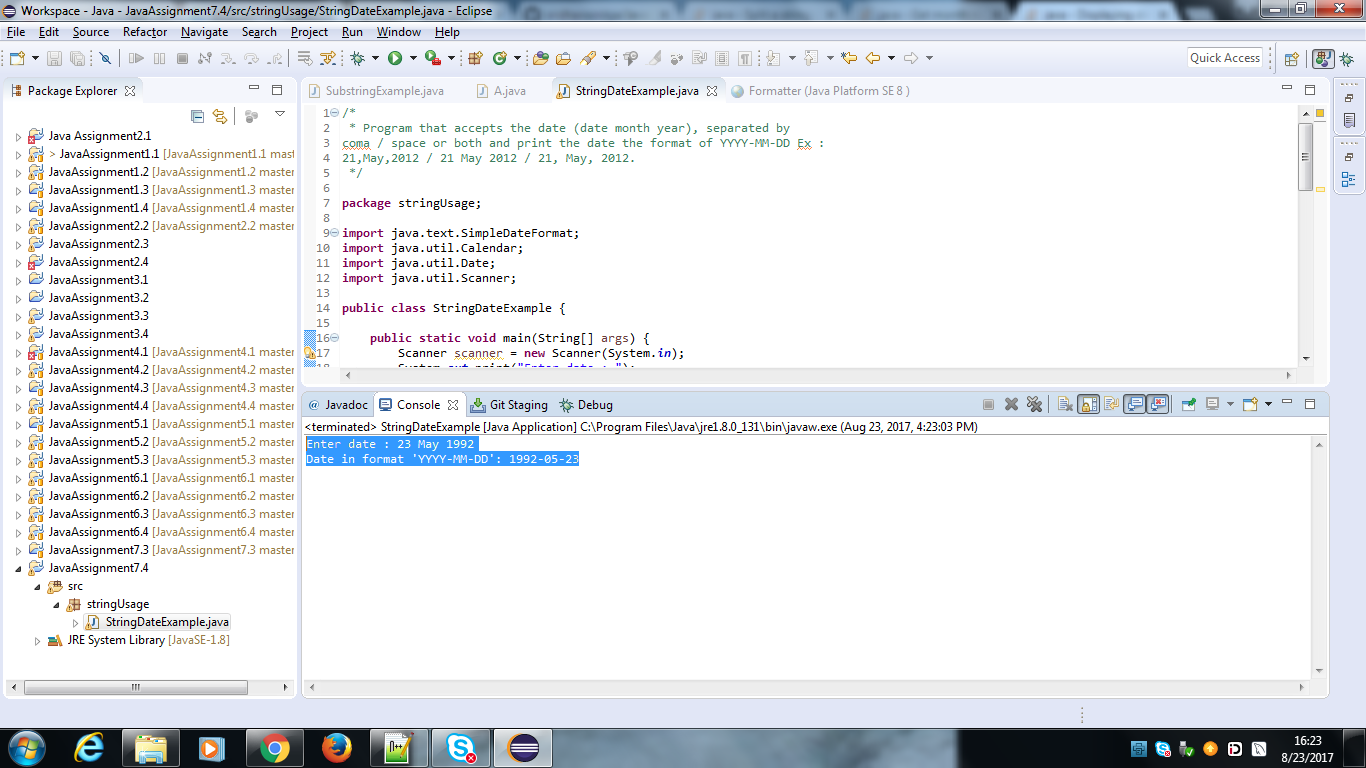 Workspace - Java - JavaAssignment7.4/src/stringUsage/StringDateExample.java - Eclipse
File Edit Source Refactor Navigate Search Project Run Window Help
Quick Access
Package Explorer
Java Assignment2.1
> JavaAssignment1.1 [JavaAssignment1.1 mast
JavaAssignment1.2 [JavaAssignment1.2 master
JavaAssignment1.3 [JavaAssignment1.3 master
JavaAssignment1.4 [JavaAssignment1.4 master
JavaAssignment2.2 [JavaAssignment2.2 master
JavaAssignment2.3
JavaAssignment2.4
JavaAssignment3.1
JavaAssignment3.2
JavaAssignment3.3
JavaAssignment3.4
JavaAssignment4.1 [JavaAssignment4.1 master
JavaAssignment4.2 [JavaAssignment4.2 master
JavaAssignment4.3 [JavaAssignment4.3 master
JavaAssignment4.4 [JavaAssignment4.4 master
JavaAssignment5.1 [JavaAssignment5.1 master
JavaAssignment5.2 [JavaAssignment5.2 master
JavaAssignment5.3 [JavaAssignment5.3 master
JavaAssignment6.1 [JavaAssignment6.1 master
JavaAssignment6.2 [JavaAssignment6.2 master
JavaAssignment6.3 [JavaAssignment6.3 master
JavaAssignment6.4 [JavaAssignment6.4 master
JavaAssignment7.3 [JavaAssignment7.3 master
JavaAssignment7.4
src
stringUsage
StringDateExample.java
JRE System Library [JavaSE-1.8]
SubstringExample.java A.java StringDateExample.java Formatter (Java Platform SE 8 )
1 /*
2 * Program that accepts the date (date month year), separated by
3 coma / space or both and print the date the format of YYYY-MM-DD Ex :
4 21,May,2012 / 21 May 2012 / 21, May, 2012.
5 */
6
7 package stringUsage;
8
9 import java.text.SimpleDateFormat;
10 import java.util.Calendar;
11 import java.util.Date;
12 import java.util.Scanner;
13
14 public class StringDateExample {
15
16 public static void main(String[] args) {
17 Scanner scanner = new Scanner(System.in);
18 System.out.print("Enter date : ");
Javadoc Console Git Staging Debug
<terminated> StringDateExample [Java Application] C:\Program Files\Java\jre1.8.0_131\bin\javaw.exe (Aug 23, 2017, 4:23:03 PM)
Enter date : 23 May 1992
Date in format 'YYYY-MM-DD': 1992-05-23
16:23
8/23/2017